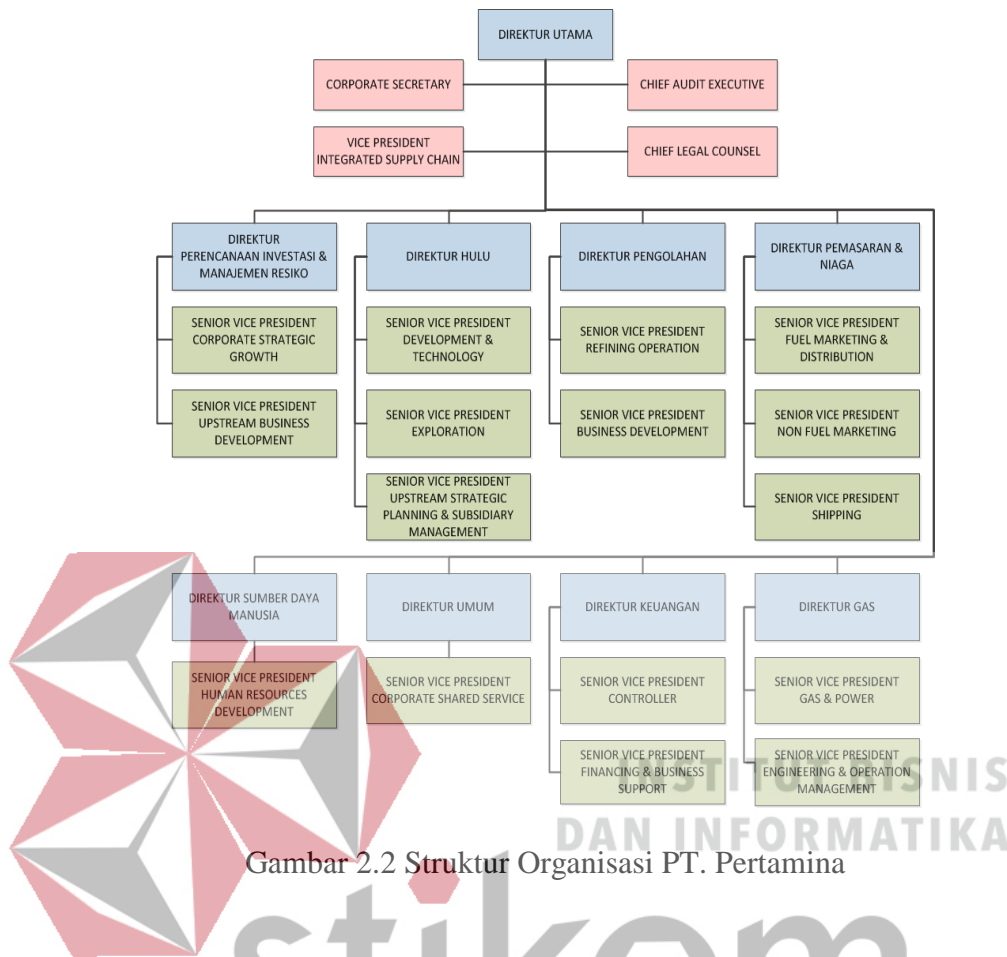 DIREKTUR UTAMA
CORPORATE SECRETARY
CHIEF AUDIT EXECUTIVE
VICE PRESIDENT
INTEGRATED SUPPLY CHAIN
CHIEF LEGAL COUNSEL
DIREKTUR
PERENCANAAN INVESTASI &
MANAJEMEN RESIKO
DIREKTUR HULU
DIREKTUR PENGOLAHAN
DIREKTUR PEMASARAN &
NIAGA
SENIOR VICE PRESIDENT
CORPORATE STRATEGIC
GROWTH
SENIOR VICE PRESIDENT
DEVELOPMENT &
TECHNOLOGY
SENIOR VICE PRESIDENT
REFINING OPERATION
SENIOR VICE PRESIDENT
FUEL MARKETING &
DISTRIBUTION
SENIOR VICE PRESIDENT
UPSTREAM BUSINESS
DEVELOPMENT
SENIOR VICE PRESIDENT
EXPLORATION
SENIOR VICE PRESIDENT
BUSINESS DEVELOPMENT
SENIOR VICE PRESIDENT
NON FUEL MARKETING
SENIOR VICE PRESIDENT
UPSTREAM STRATEGIC
PLANNING & SUBSIDIARY
MANAGEMENT
SENIOR VICE PRESIDENT
SHIPPING
DIREKTUR SUMBER DAYA
MANUSIA
DIREKTUR UMUM
DIREKTUR KEUANGAN
DIREKTUR GAS
SENIOR VICE PRESIDENT
HUMAN RESOURCES
DEVELOPMENT
SENIOR VICE PRESIDENT
CORPORATE SHARED SERVICE
SENIOR VICE PRESIDENT
CONTROLLER
SENIOR VICE PRESIDENT
GAS & POWER
SENIOR VICE PRESIDENT
FINANCING & BUSINESS
SUPPORT
SENIOR VICE PRESIDENT
ENGINEERING & OPERATION
MANAGEMENT
INSTITUT BISNIS
DAN INFORMATIKA
Gambar 2.2 Struktur Organisasi PT. Pertamina
stikom